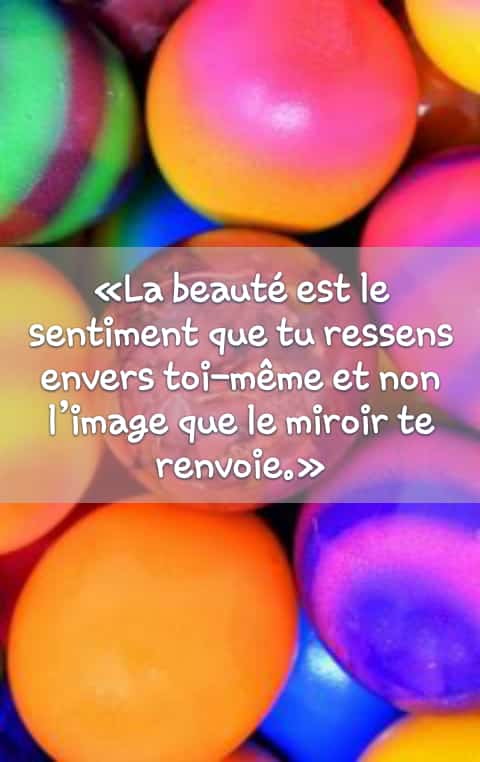 «La beauté est le
sentiment que tu ressens
envers toi-même et non
l'image que le miroir te
renvoie.»